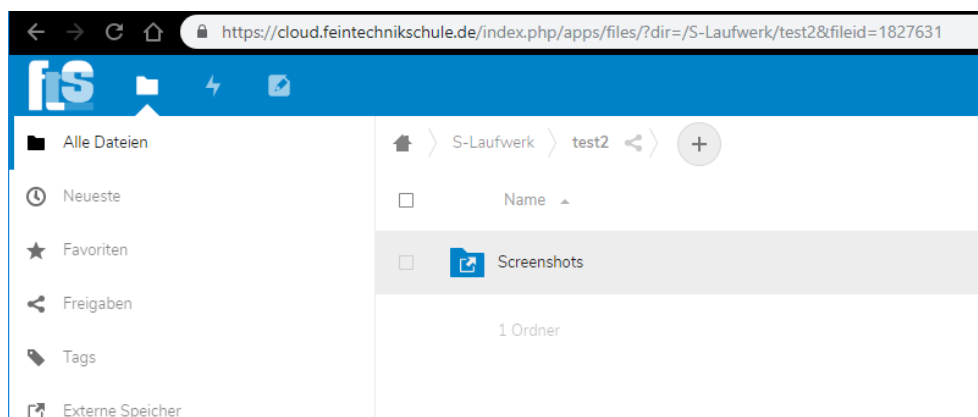 https://cloud.feintechnikschule.de/index.php/apps/files/?dir=/S-Laufwerk/test2&fileid=1827631
fLS
Alle Dateien
S-Laufwerk test2
Neueste
Name
Favoriten
Screenshots
Freigaben
1 Ordner
Tags
Externe Speicher